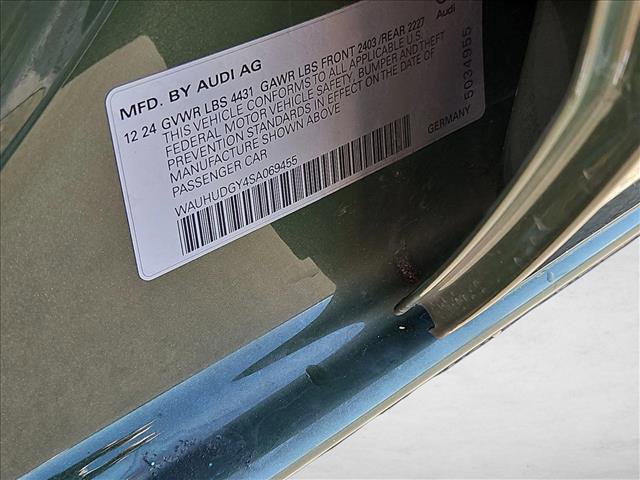 Audi
MFD. BY AUDI AG
12 24 GVWR LBS 4431 GAWR LBS FRONT 2403 /REAR 2227
THIS VEHICLE CONFORMS TO ALL APPLICABLE U.S.
FEDERAL MOTOR VEHICLE SAFETY, BUMPER AND THEFT
PREVENTION STANDARDS IN EFFECT ON THE DATE OF
MANUFACTURE SHOWN ABOVE
PASSENGER CAR
GERMANY
5034955
WAUHUDGY4SA069455